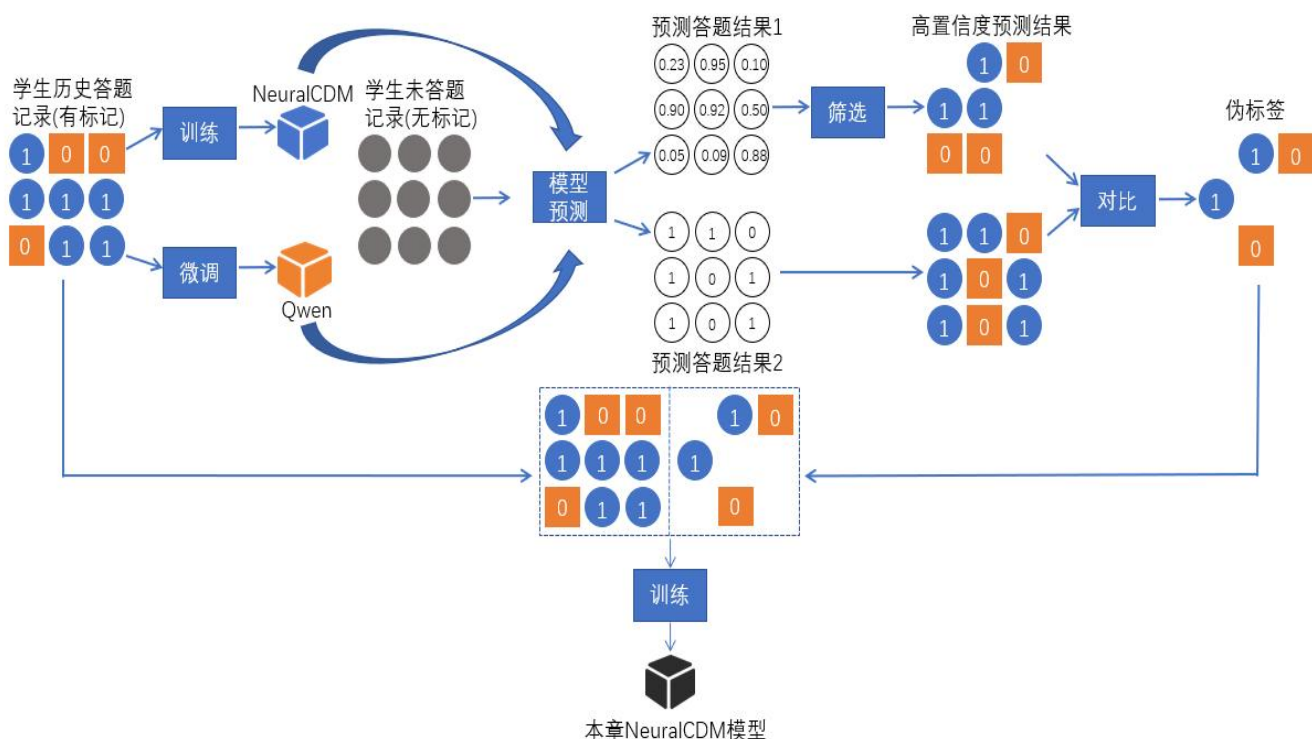 预测答题结果1
高置信度预测结果
学生历史答题
记录(有标记)
NeuralCDM
学生未答题
记录(无标记)
伪标签
训练
筛选
1 0 0
1 1 1
0 1 1
0.23 0.95 0.10
0.90 0.92 0.50
0.05 0.09 0.88
1 0
1 1
0 0
模型
预测
对比
1 0
1
0
微调
Qwen
1 1 0
1 0 1
1 0 1
1 1 0
1 0 1
1 0 1
预测答题结果2
1 0 0 1 0
1 1 1 1
0 1 1 0
训练
本章NeuralCDM模型